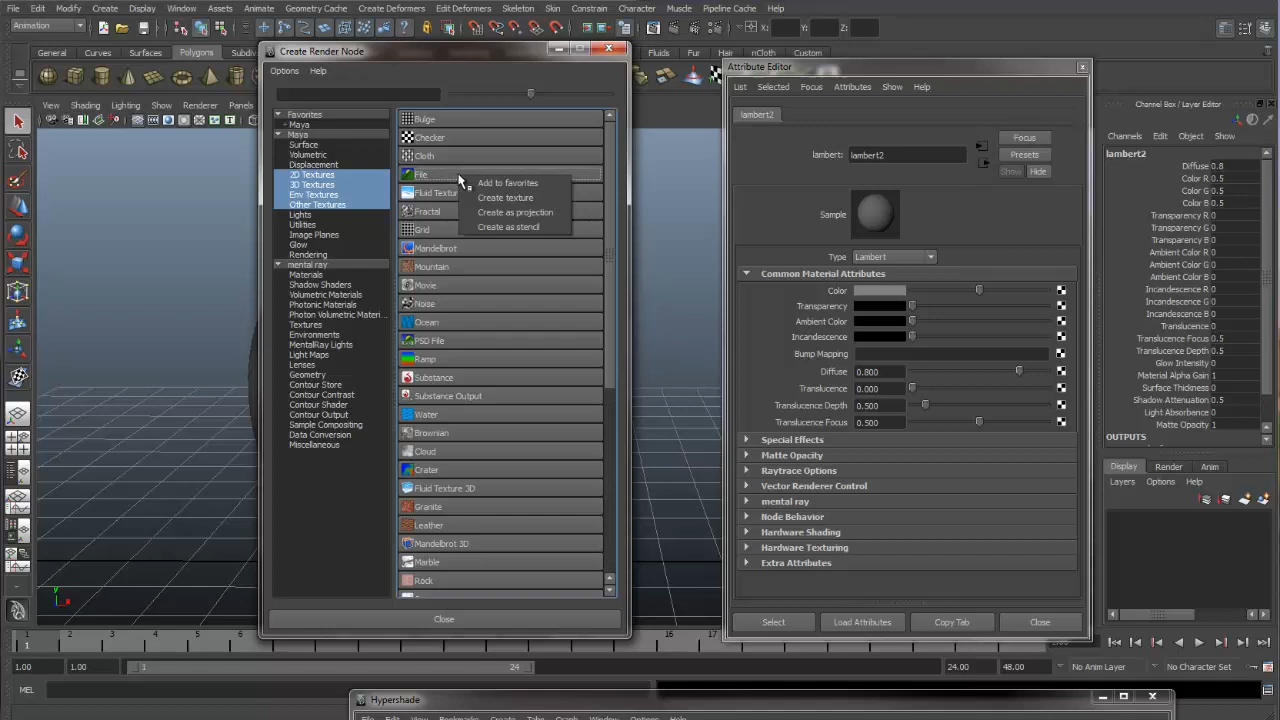 File Edit Modify Create Display Window Assets Animate Geometry Cache Create Deformers Edit Deformers Skeleton Skin Constrain Character Muscle Pipeline Cache
Animation X: Y: Z:
General Curves Surfaces Polygons Fluids Fur Hair nCloth Custom
Create Render Node
Options Help
View Shading Lighting Show Renderer Panels
Favorites
Maya
Maya
Surface
Volumetric
Displacement
2D Textures
3D Textures
Env Textures
Other Textures
Lights
Utilities
Image Planes
Glow
Rendering
mental ray
Materials
Shadow Shaders
Volumetric Materials
Photonic Materials
Photon Volumetric Materi...
Textures
Environments
MentalRay Lights
Light Maps
Lenses
Geometry
Contour Store
Contour Contrast
Contour Shader
Contour Output
Sample Compositing
Data Conversion
Miscellaneous
Bulge
Checker
Cloth
File
Fluid Textur
Fractal
Grid
Mandelbrot
Mountain
Movie
Noise
Ocean
PSD File
Ramp
Substance
Substance Output
Water
Brownian
Cloud
Crater
Fluid Texture 3D
Granite
Leather
Mandelbrot 3D
Marble
Rock
Add to favorites
Create texture
Create as projection
Create as stencil
Close
Attribute Editor
List Selected Focus Attributes Show Help
lambert2
lambert: lambert2
Focus
Presets
Show Hide
Sample
Type Lambert
Common Material Attributes
Color
Transparency
Ambient Color
Incandescence
Bump Mapping
Diffuse 0.800
Translucence 0.000
Translucence Depth 0.500
Translucence Focus 0.500
Special Effects
Matte Opacity
Raytrace Options
Vector Renderer Control
mental ray
Node Behavior
Hardware Shading
Hardware Texturing
Extra Attributes
Select Load Attributes Copy Tab Close
Channel Box / Layer Editor
Channels Edit Object Show
lambert2
Diffuse 0.8
Color R 0.5
Color G 0.5
Color B 0.5
Transparency R 0
Transparency G 0
Transparency B 0
Ambient Color R 0
Ambient Color G 0
Ambient Color B 0
Incandescence R 0
Incandescence G 0
Incandescence B 0
Translucence 0
Translucence Focus 0.5
Translucence Depth 0.5
Glow Intensity 0
Material Alpha Gain 1
Surface Thickness 0
Shadow Attenuation 0.5
Light Absorbance 0
Matte Opacity 1
OUTPUTS
Display Render Anim
Layers Options Help
y
x
1 2 3 4 5 6
1
1.00 1.00 1 24 24.00 48.00 No Anim Layer No Character Set
MEL
Hypershade
File Edit View Bookmarks Create Tabs Graph Window Options Help